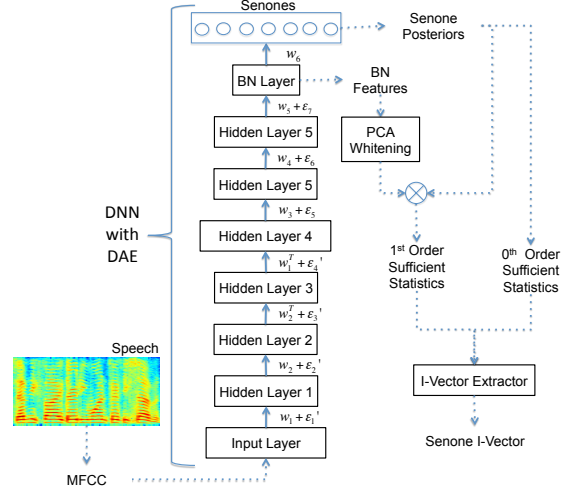 Senones
Senone
Posteriors
w₆
BN Layer
BN
Features
w₅ + ε₇
Hidden Layer 5
PCA
Whitening
w₄ + ε₆
Hidden Layer 5
w₃ + ε₅
DNN
with
DAE
Hidden Layer 4
1st Order
Sufficient
Statistics
0th Order
Sufficient
Statistics
w₁ᵀ + ε₄'
Hidden Layer 3
w₂ᵀ + ε₃'
Hidden Layer 2
Speech
w₂ + ε₂'
Hidden Layer 1
I-Vector Extractor
w₁ + ε₁'
Input Layer
Senone I-Vector
MFCC